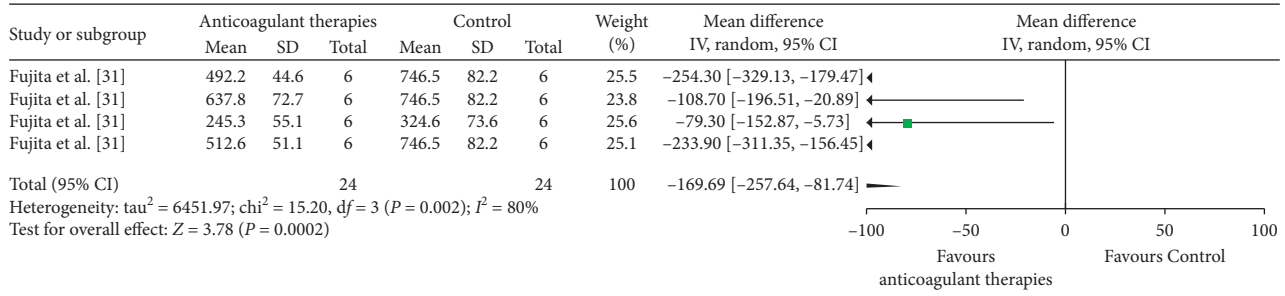 Study or subgroup Anticoagulant therapies Control Weight (%) Mean difference IV, random, 95% CI Mean difference IV, random, 95% CI
Mean SD Total Mean SD Total
Fujita et al. [31] 492.2 44.6 6 746.5 82.2 6 25.5 −254.30 [−329.13, −179.47]
Fujita et al. [31] 637.8 72.7 6 746.5 82.2 6 23.8 −108.70 [−196.51, −20.89]
Fujita et al. [31] 245.3 55.1 6 324.6 73.6 6 25.6 −79.30 [−152.87, −5.73]
Fujita et al. [31] 512.6 51.1 6 746.5 82.2 6 25.1 −233.90 [−311.35, −156.45]
Total (95% CI) 24 24 100 −169.69 [−257.64, −81.74]
Heterogeneity: tau² = 6451.97; chi² = 15.20, df = 3 (P = 0.002); I² = 80%
Test for overall effect: Z = 3.78 (P = 0.0002)
−100 −50 0 50 100
Favours anticoagulant therapies Favours Control